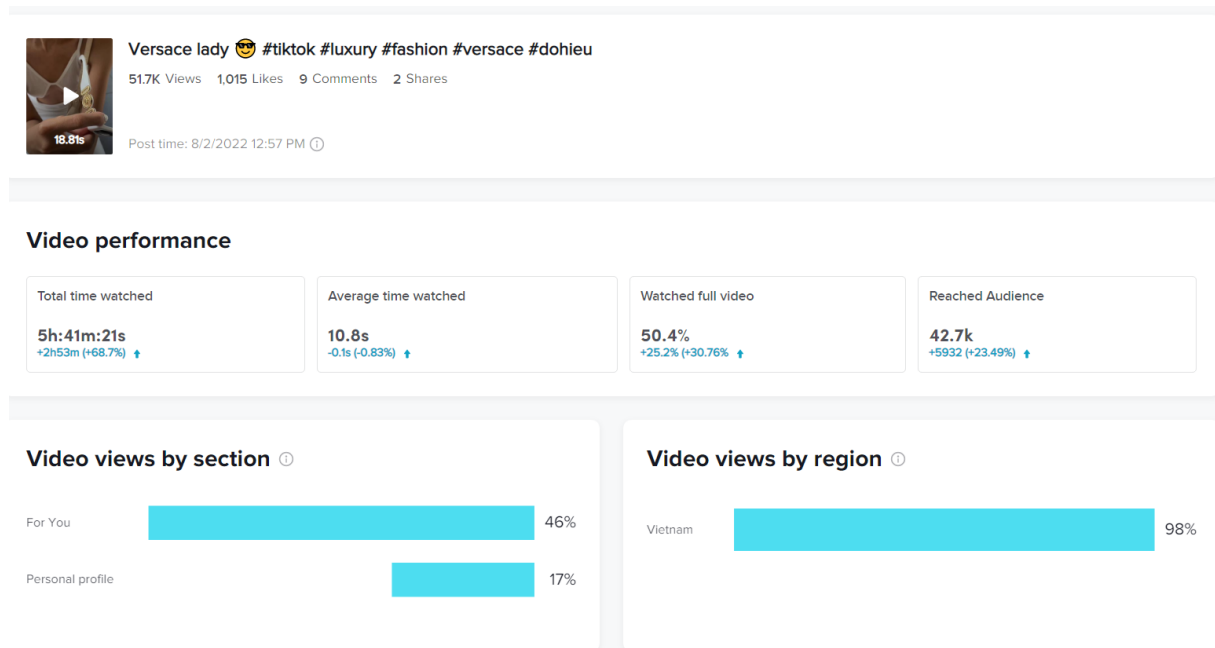 Versace lady 😎 #tiktok #luxury #fashion #versace #dohieu
51.7K Views 1,015 Likes 9 Comments 2 Shares
18.81s
Post time: 8/2/2022 12:57 PM
Video performance
Total time watched
5h:41m:21s
+2h53m (+68.7%)
Average time watched
10.8s
-0.1s (-0.83%)
Watched full video
50.4%
+25.2% (+30.76%
Reached Audience
42.7k
+5932 (+23.49%)
Video views by section
For You 46%
Personal profile 17%
Video views by region
Vietnam 98%